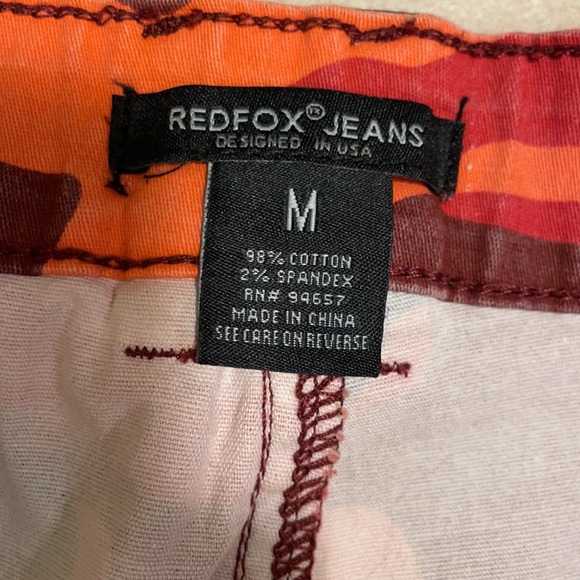 REDFOX® JEANS
DESIGNED IN USA
M
98% COTTON
2% SPANDEX
RN# 94657
MADE IN CHINA
SEE CARE ON REVERSE